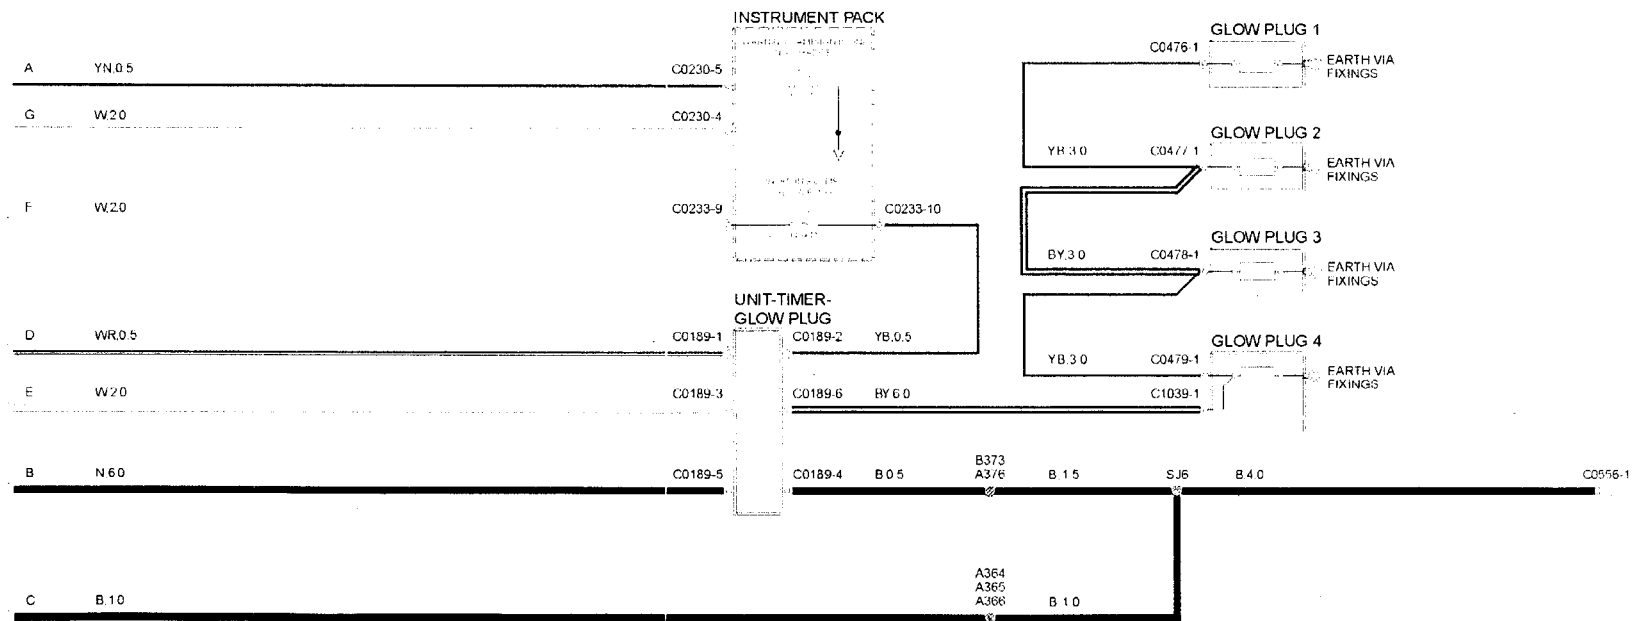 INSTRUMENT PACK
GLOW PLUG 1
C0476-1
EARTH VIA
FIXINGS
A YN,0.5 C0230-5
G W,2.0 C0230-4
GLOW PLUG 2
YB,3.0 C0477-1
EARTH VIA
FIXINGS
F W,2.0 C0233-9 C0233-10
GLOW PLUG 3
BY,3.0 C0478-1
EARTH VIA
FIXINGS
UNIT-TIMER-
GLOW PLUG
D WR,0.5 C0189-1 C0189-2 YB,0.5
GLOW PLUG 4
YB,3.0 C0479-1
EARTH VIA
FIXINGS
E W,2.0 C0189-3 C0189-6 BY,6.0 C1039-1
B373
B N,6.0 C0189-5 C0189-4 B,0.5 A376 B,1.5 SJ6 B,4.0 C0556-1
A364
A365
C B,1.0 A366 B,1.0